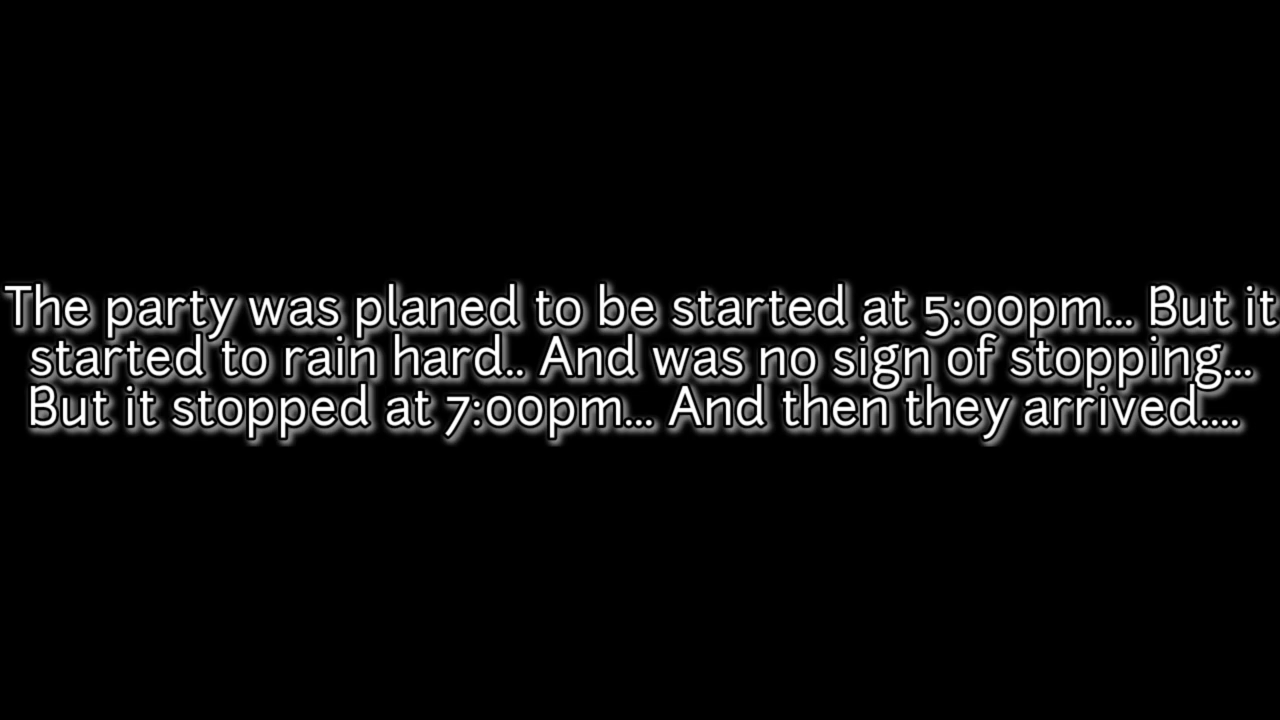 The party was planed to be started at 5:00pm... But it
started to rain hard.. And was no sign of stopping...
But it stopped at 7:00pm... And then they arrived....